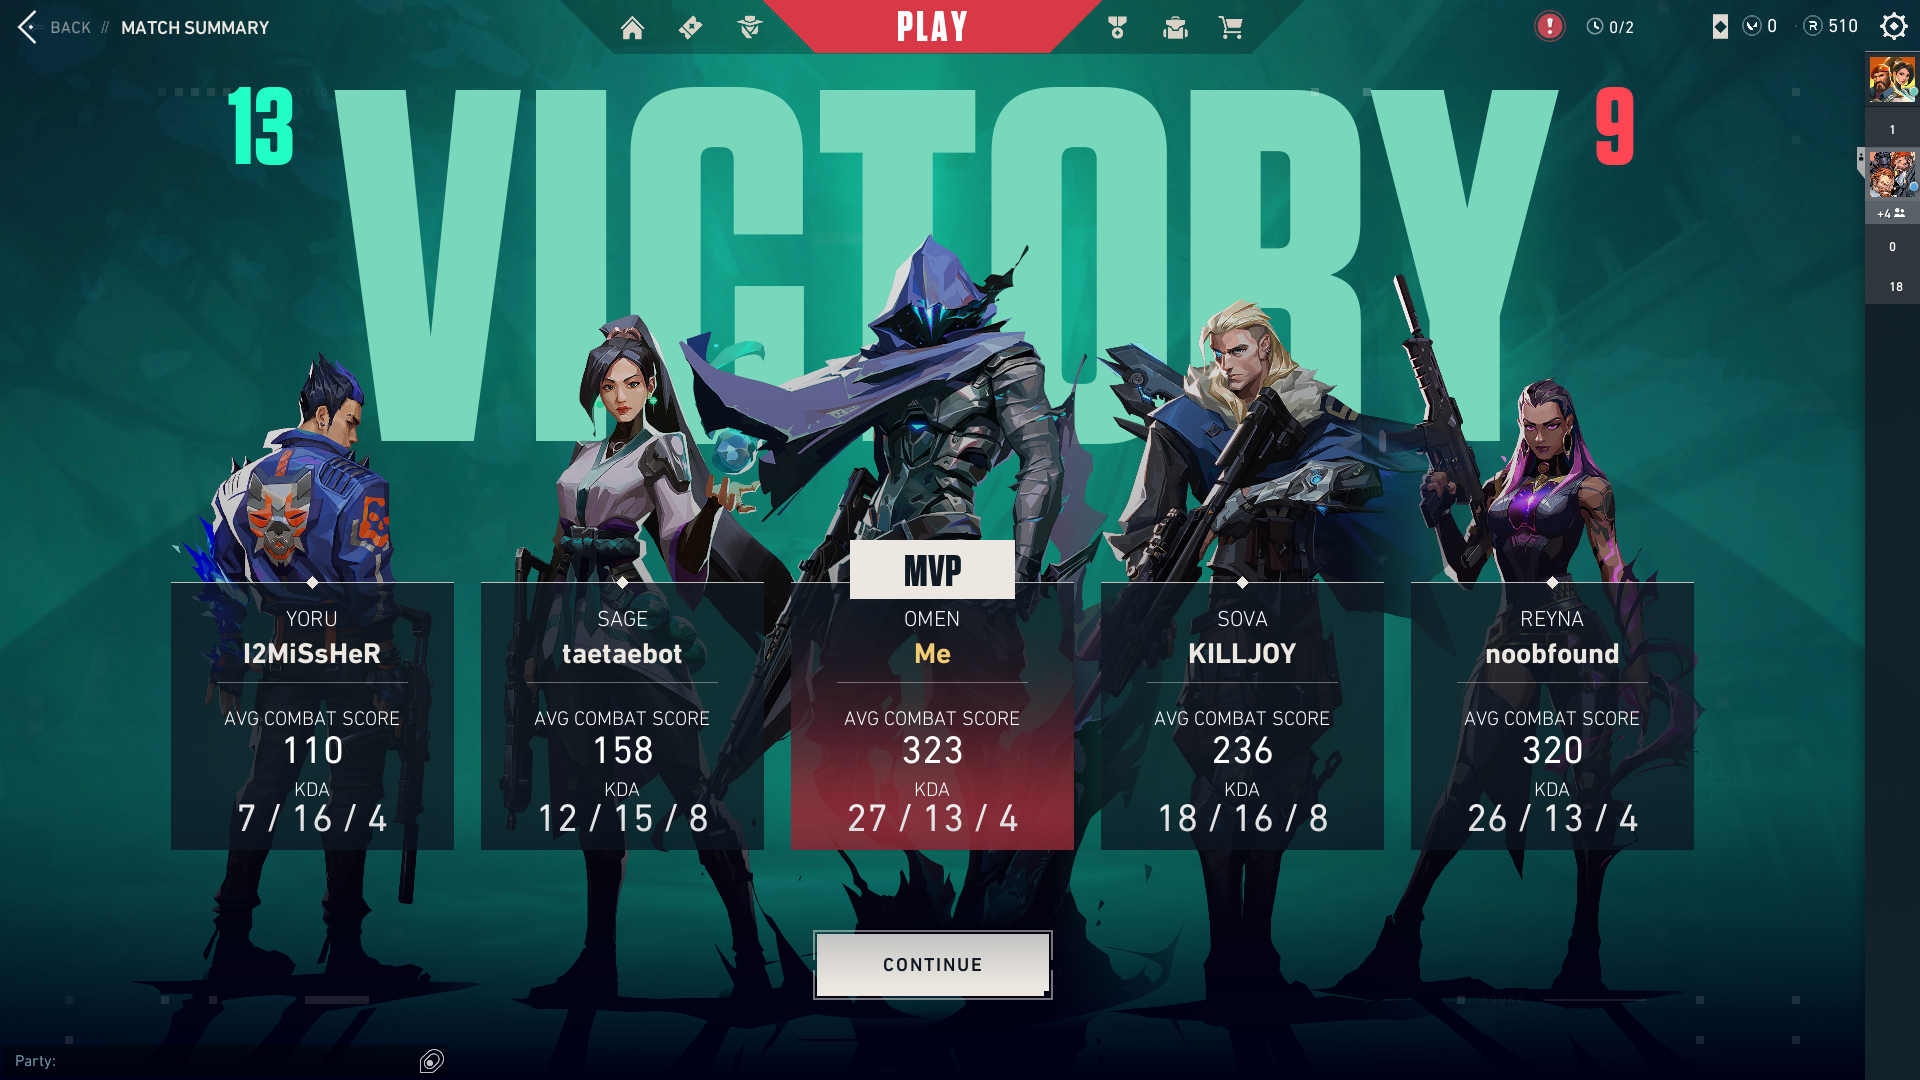 BACK // MATCH SUMMARY
PLAY
0/2
0
510
13
VICTORY
9
1
+4
0
18
MVP
YORU
I2MiSsHeR
AVG COMBAT SCORE
110
KDA
7 / 16 / 4
SAGE
taetaebot
AVG COMBAT SCORE
158
KDA
12 / 15 / 8
OMEN
Me
AVG COMBAT SCORE
323
KDA
27 / 13 / 4
SOVA
KILLJOY
AVG COMBAT SCORE
236
KDA
18 / 16 / 8
REYNA
noobfound
AVG COMBAT SCORE
320
KDA
26 / 13 / 4
CONTINUE
Party: